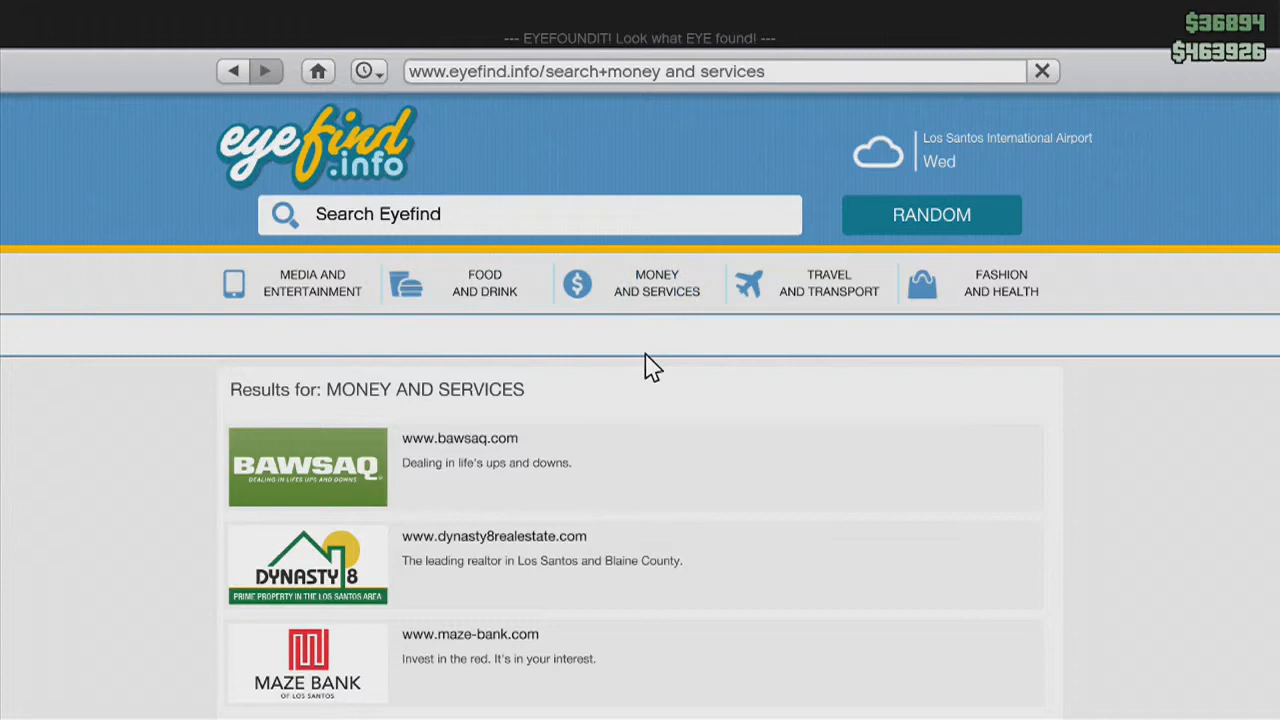 $36894
--- EYEFOUNDIT! Look what EYE found! ---
$463926
www.eyefind.info/search+money and services
eyefind
.info
Los Santos International Airport
Wed
Search Eyefind
RANDOM
MEDIA AND
ENTERTAINMENT
FOOD
AND DRINK
MONEY
AND SERVICES
TRAVEL
AND TRANSPORT
FASHION
AND HEALTH
Results for: MONEY AND SERVICES
BAWSAQ
DEALING IN LIFES UPS AND DOWNS
www.bawsaq.com
Dealing in life's ups and downs.
DYNASTY 8
PRIME PROPERTY IN THE LOS SANTOS AREA
www.dynasty8realestate.com
The leading realtor in Los Santos and Blaine County.
MAZE BANK
OF LOS SANTOS
www.maze-bank.com
Invest in the red. It's in your interest.